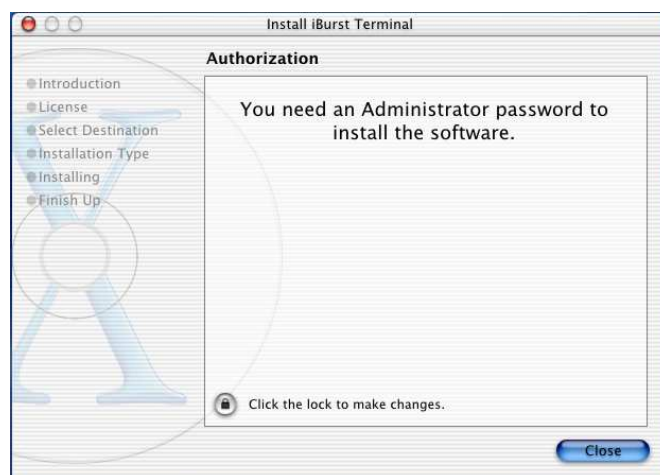 Install iBurst Terminal
Authorization
Introduction
License
Select Destination
Installation Type
Installing
Finish Up
You need an Administrator password to
install the software.
Click the lock to make changes.
Close